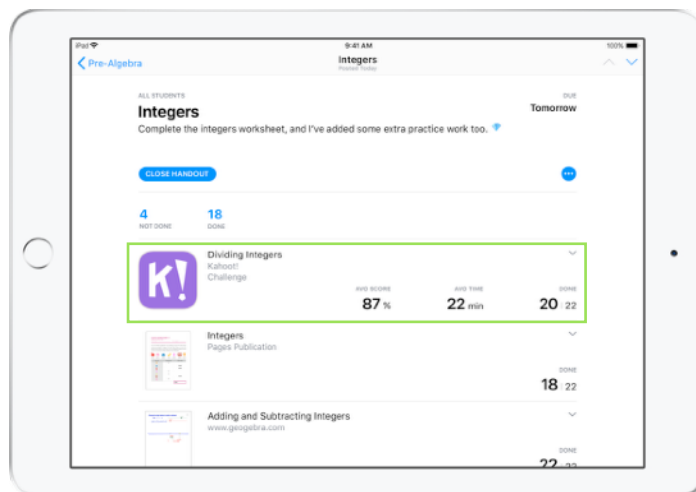 iPad
9:41 AM
100%
Pre-Algebra
Integers
Posted Today
ALL STUDENTS
DUE
Integers
Tomorrow
Complete the integers worksheet, and I've added some extra practice work too.
CLOSE HANDOUT
4
18
NOT DONE
DONE
K!
Dividing Integers
Kahoot!
Challenge
AVG SCORE
AVG TIME
DONE
87 %
22 min
20 22
Integers
Pages Publication
DONE
18 22
Adding and Subtracting Integers
www.geogebra.com
DONE
22 22